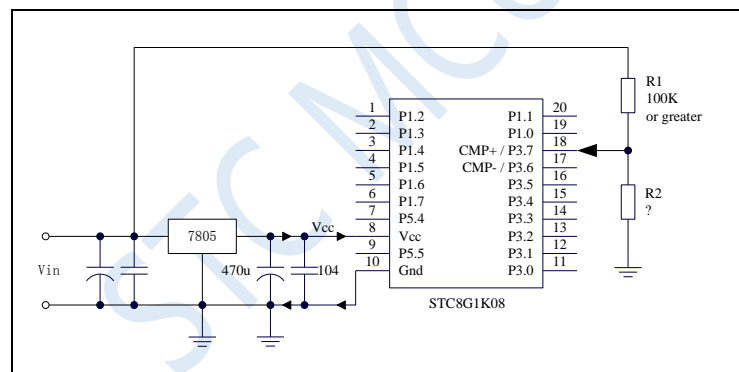 STC MCU
R1
100K
or greater
R2
?
1 P1.2 P1.1 20
2 P1.3 P1.0 19
3 P1.4 CMP+ / P3.7 18
4 P1.5 CMP- / P3.6 17
5 P1.6 P3.5 16
6 P1.7 P3.4 15
7 P5.4 P3.3 14
8 Vcc P3.2 13
9 P5.5 P3.1 12
10 Gnd P3.0 11
STC8G1K08
Vin
7805
Vcc
470u
104